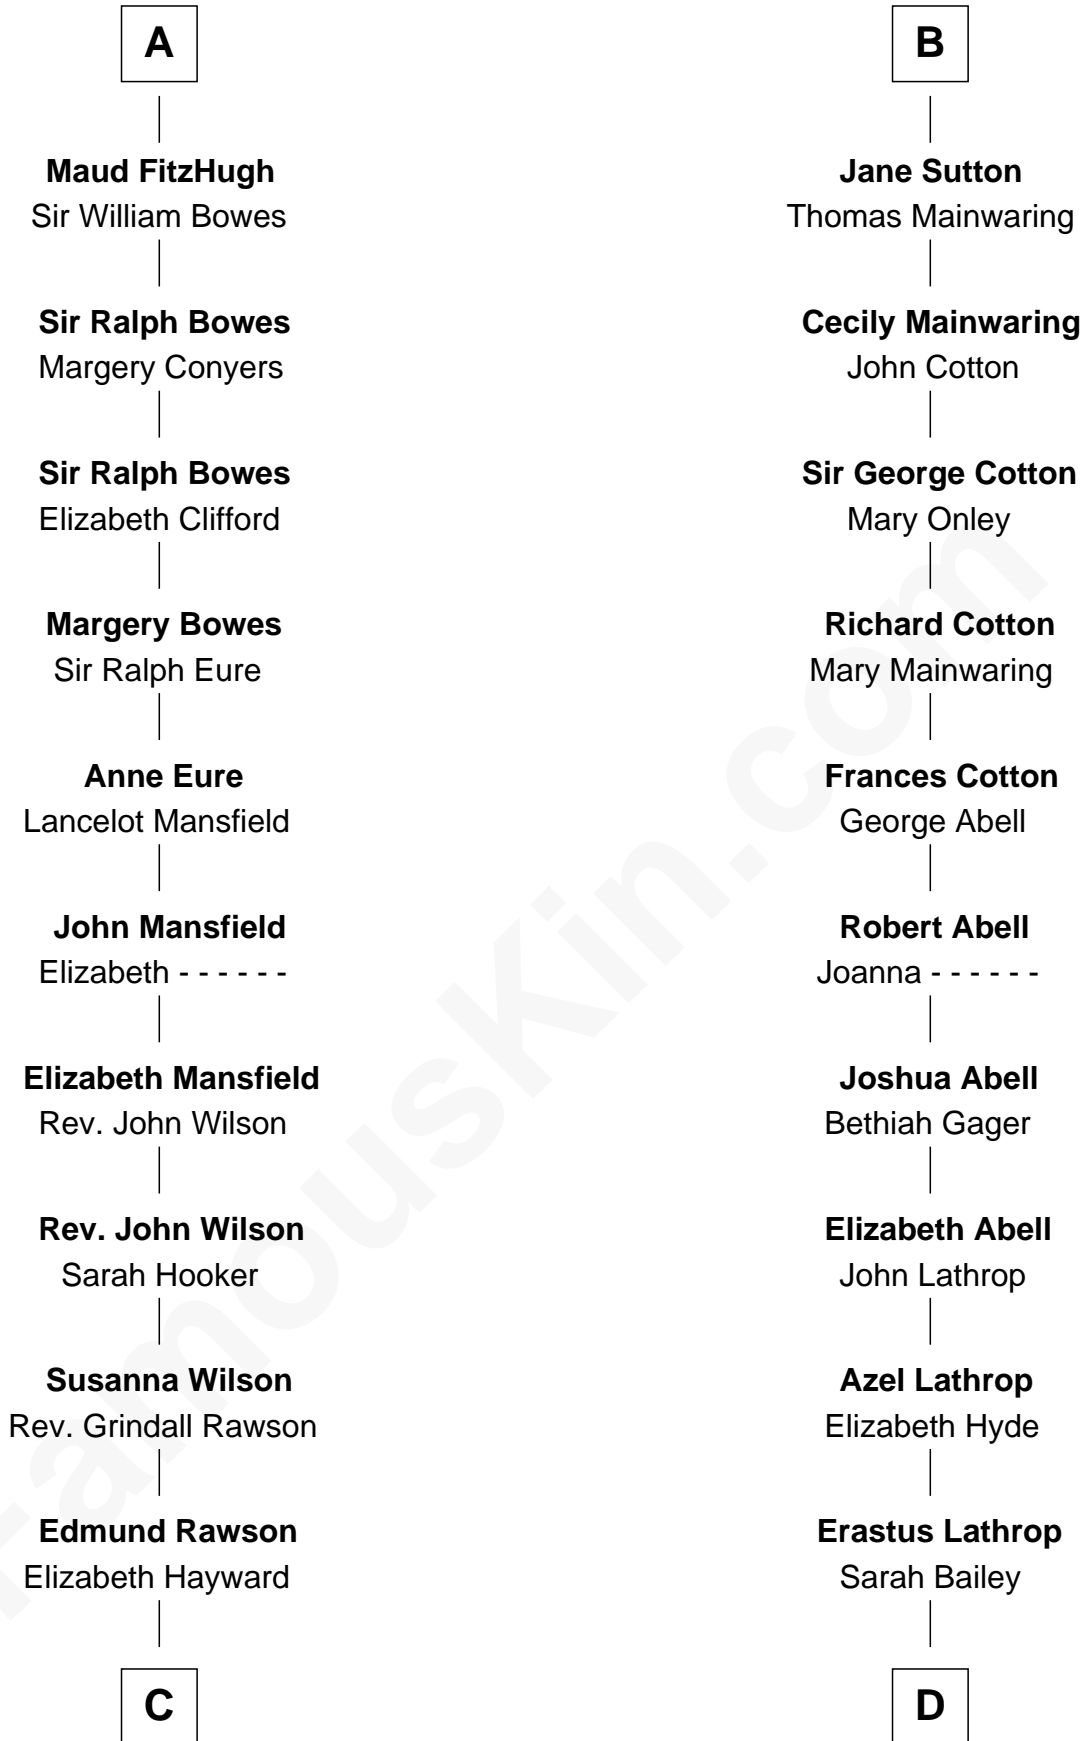 A
Maud FitzHugh
Sir William Bowes
Sir Ralph Bowes
Margery Conyers
Sir Ralph Bowes
Elizabeth Clifford
Margery Bowes
Sir Ralph Eure
Anne Eure
Lancelot Mansfield
John Mansfield
Elizabeth - - - - - -
Elizabeth Mansfield
Rev. John Wilson
Rev. John Wilson
Sarah Hooker
Susanna Wilson
Rev. Grindall Rawson
Edmund Rawson
Elizabeth Hayward
C
B
Jane Sutton
Thomas Mainwaring
Cecily Mainwaring
John Cotton
Sir George Cotton
Mary Onley
Richard Cotton
Mary Mainwaring
Frances Cotton
George Abell
Robert Abell
Joanna - - - - - -
Joshua Abell
Bethiah Gager
Elizabeth Abell
John Lathrop
Azel Lathrop
Elizabeth Hyde
Erastus Lathrop
Sarah Bailey
D
FamousKin.com